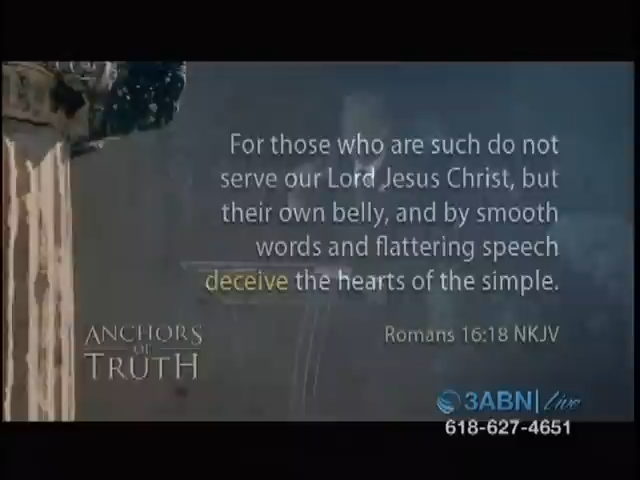 For those who are such do not
serve our Lord Jesus Christ, but
their own belly, and by smooth
words and flattering speech
deceive the hearts of the simple.
Romans 16:18 NKJV
ANCHORS
OF
TRUTH
3ABN|Live
618-627-4651